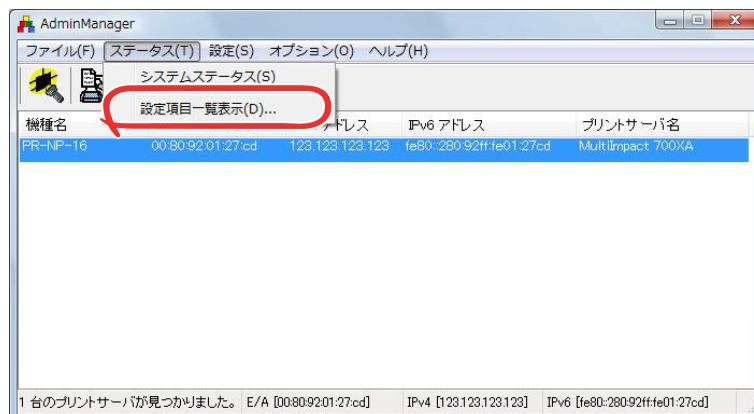 AdminManager
ファイル(F) ステータス(T) 設定(S) オプション(O) ヘルプ(H)
システムステータス(S)
設定項目一覧表示(D)...
機種名 アドレス IPv6 アドレス プリントサーバ名
PR-NP-16 00:80:92:01:27:cd 123.123.123.123 fe80::280:92ff:fe01:27cd MultiImpact 700XA
1 台のプリントサーバが見つかりました。 E/A [00:80:92:01:27:cd] IPv4 [123.123.123.123] IPv6 [fe80::280:92ff:fe01:27cd]